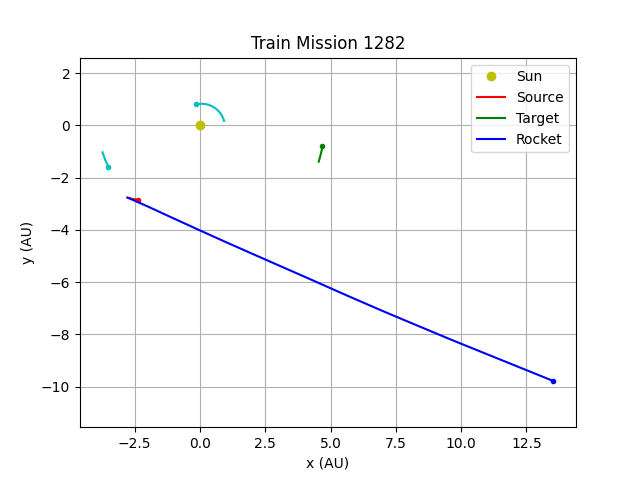 Train Mission 1282
Sun
Source
Target
Rocket
2
0
−2
−4
−6
−8
−10
y (AU)
−2.5 0.0 2.5 5.0 7.5 10.0 12.5
x (AU)